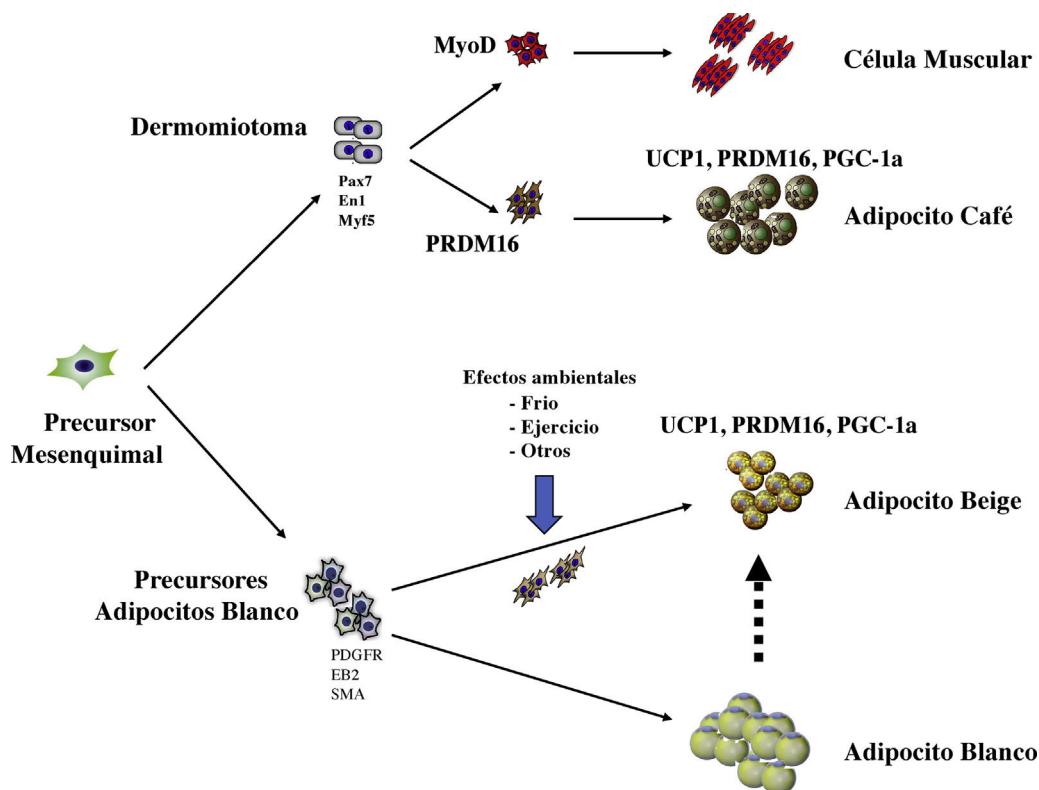 MyoD
Célula Muscular
Dermomiotoma
Pax7
En1
Myf5
PRDM16
UCP1, PRDM16, PGC-1a
Adipocito Café
Precursor
Mesenquimal
Efectos ambientales
- Frio
- Ejercicio
- Otros
UCP1, PRDM16, PGC-1a
Adipocito Beige
Precursores
Adipocitos Blanco
PDGFR
EB2
SMA
Adipocito Blanco